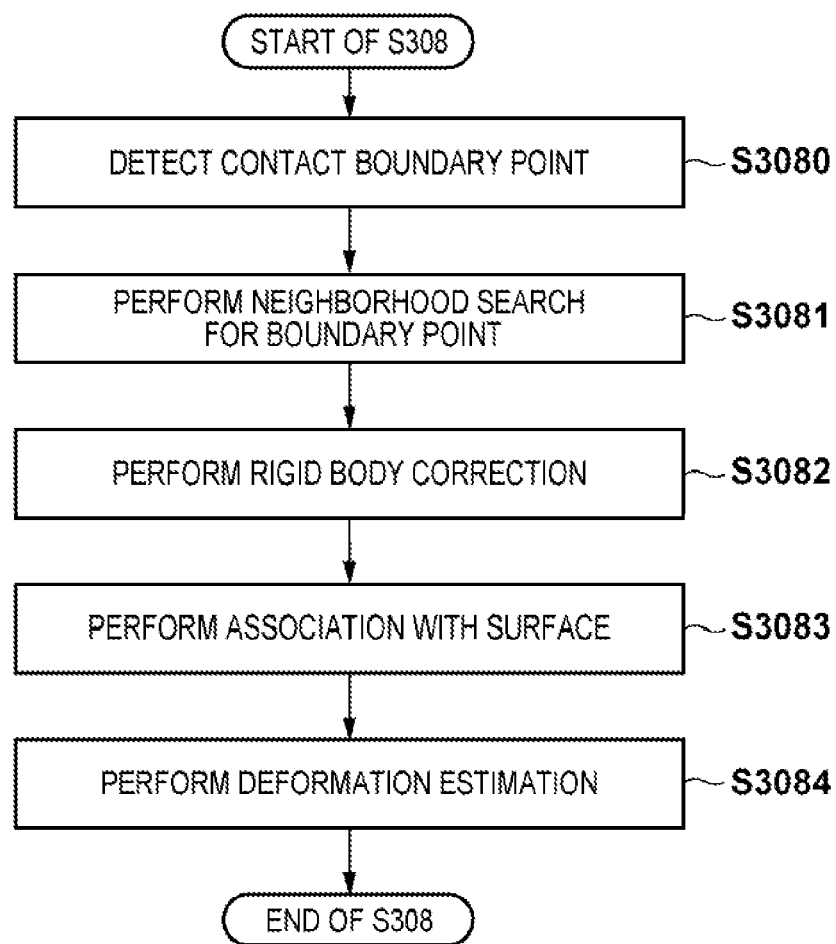 START OF S308
DETECT CONTACT BOUNDARY POINT
S3080
PERFORM NEIGHBORHOOD SEARCH
FOR BOUNDARY POINT
S3081
PERFORM RIGID BODY CORRECTION
S3082
PERFORM ASSOCIATION WITH SURFACE
S3083
PERFORM DEFORMATION ESTIMATION
S3084
END OF S308